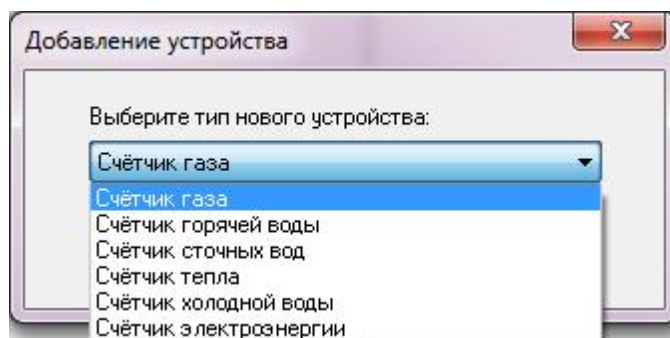 Добавление устройства
Выберите тип нового устройства:
Счётчик газа
Счётчик газа
Счётчик горячей воды
Счётчик сточных вод
Счётчик тепла
Счётчик холодной воды
Счётчик электроэнергии